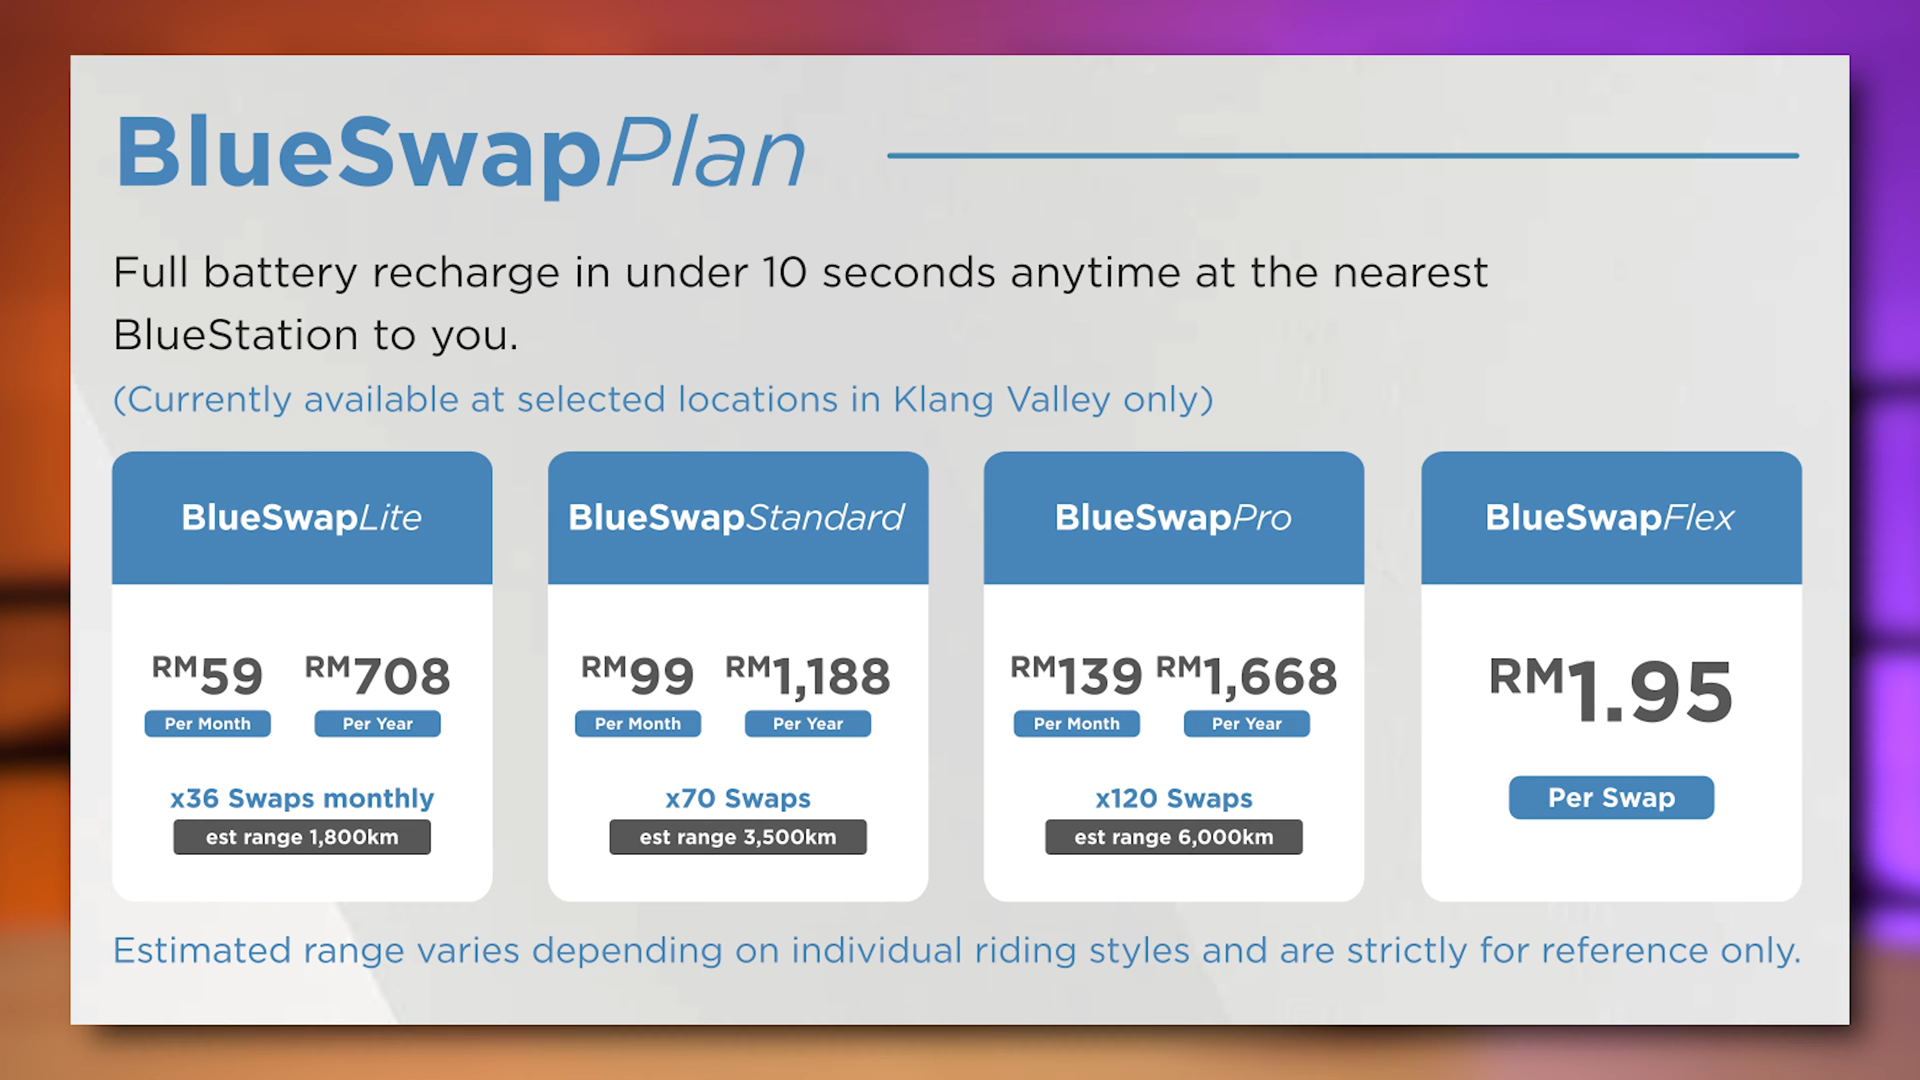 BlueSwapPlan
Full battery recharge in under 10 seconds anytime at the nearest
BlueStation to you.
(Currently available at selected locations in Klang Valley only)
BlueSwapLite
RM59 RM708
Per Month Per Year
x36 Swaps monthly
est range 1,800km
BlueSwapStandard
RM99 RM1,188
Per Month Per Year
x70 Swaps
est range 3,500km
BlueSwapPro
RM139 RM1,668
Per Month Per Year
x120 Swaps
est range 6,000km
BlueSwapFlex
RM1.95
Per Swap
Estimated range varies depending on individual riding styles and are strictly for reference only.